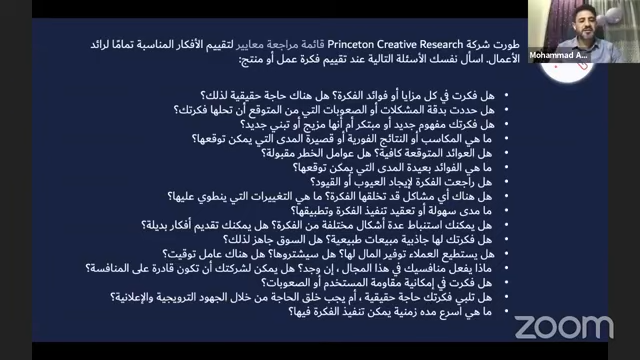 طورت شركة Princeton Creative Research قائمة مراجعة معايير لتقييم الأفكار المناسبة تمامًا لرائد
الأعمال. اسأل نفسك الأسئلة التالية عند تقييم فكرة عمل أو منتج:
• هل فكرت في كل مزايا أو فوائد الفكرة؟ هل هناك حاجة حقيقية لذلك؟
• هل حددت بدقة المشكلات أو الصعوبات التي من المتوقع أن تحلها فكرتك؟
• هل فكرتك مفهوم جديد أو مبتكر أم أنها مزيج أو تبني جديد؟
• ما هي المكاسب أو النتائج الفورية أو قصيرة المدى التي يمكن توقعها؟
• هل العوائد المتوقعة كافية؟ هل عوامل الخطر مقبولة؟
• ما هي الفوائد بعيدة المدى التي يمكن توقعها؟
• هل راجعت الفكرة لإيجاد العيوب أو القيود؟
• هل هناك أي مشاكل قد تخلقها الفكرة؟ ما هي التغييرات التي ينطوي عليها؟
• ما مدى سهولة أو تعقيد تنفيذ الفكرة وتطبيقها؟
• هل يمكنك استنباط عدة أشكال مختلفة من الفكرة؟ هل يمكنك تقديم أفكار بديلة؟
• هل فكرتك لها جاذبية مبيعات طبيعية؟ هل السوق جاهز لذلك؟
• هل يستطيع العملاء توفير المال لها؟ هل سيشتروها؟ هل هناك عامل توقيت؟
• ماذا يفعل منافسيك في هذا المجال ، إن وجد؟ هل يمكن لشركتك أن تكون قادرة على المنافسة؟
• هل فكرت في إمكانية مقاومة المستخدم أو الصعوبات؟
• هل تلبي فكرتك حاجة حقيقية ، أم يجب خلق الحاجة من خلال الجهود الترويجية والإعلانية؟
• ما هي اسرع مده زمنية يمكن تنفيذ الفكرة فيها؟
Mohammad A...
zoom